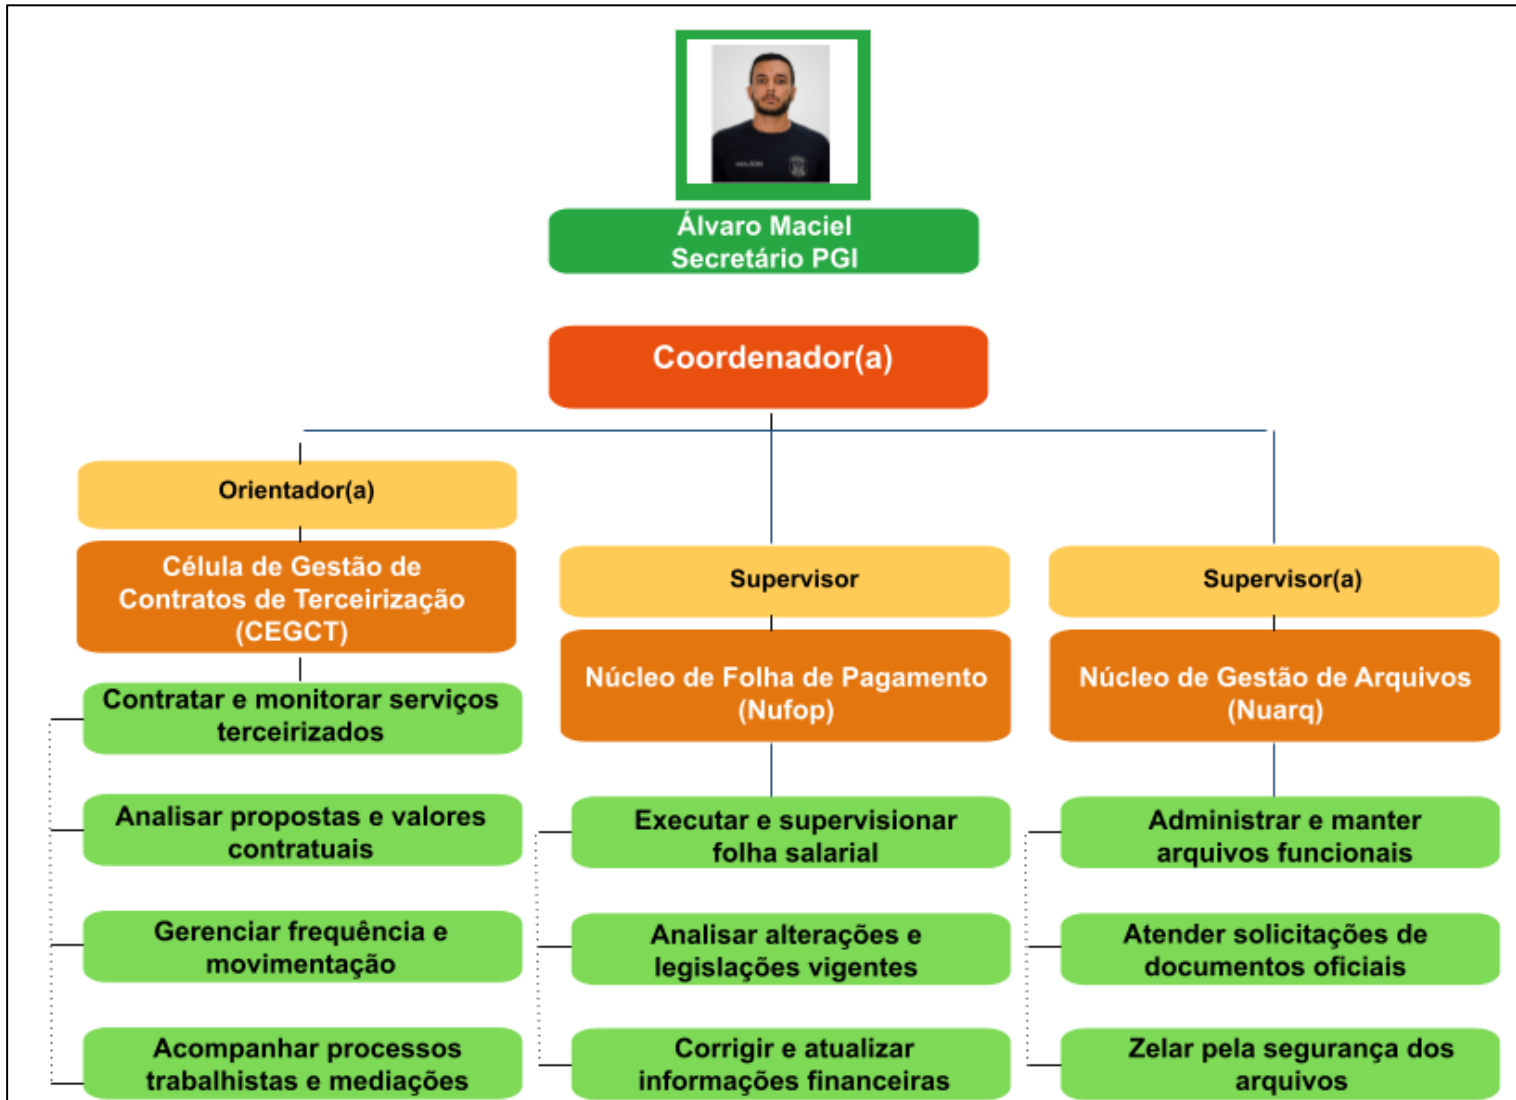 Álvaro Maciel
Secretário PGI
Coordenador(a)
Orientador(a)
Célula de Gestão de
Contratos de Terceirização
(CEGCT)
Contratar e monitorar serviços
terceirizados
Analisar propostas e valores
contratuais
Gerenciar frequência e
movimentação
Acompanhar processos
trabalhistas e mediações
Supervisor
Núcleo de Folha de Pagamento
(Nufop)
Executar e supervisionar
folha salarial
Analisar alterações e
legislações vigentes
Corrigir e atualizar
informações financeiras
Supervisor(a)
Núcleo de Gestão de Arquivos
(Nuarq)
Administrar e manter
arquivos funcionais
Atender solicitações de
documentos oficiais
Zelar pela segurança dos
arquivos